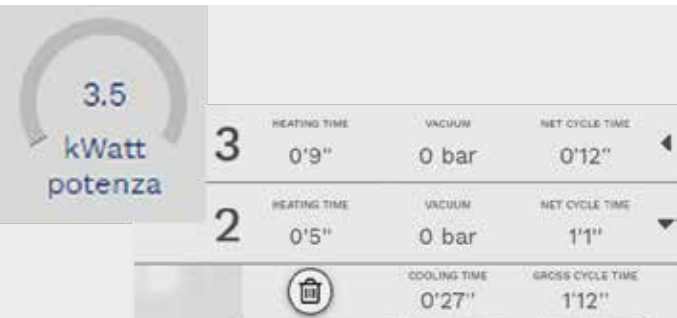 3.5
kWatt
potenza
3
HEATING TIME VACUUM NET CYCLE TIME
0'9" 0 bar 0'12"
2
HEATING TIME VACUUM NET CYCLE TIME
0'5" 0 bar 1'1"
COOLING TIME GROSS CYCLE TIME
0'27" 1'12"